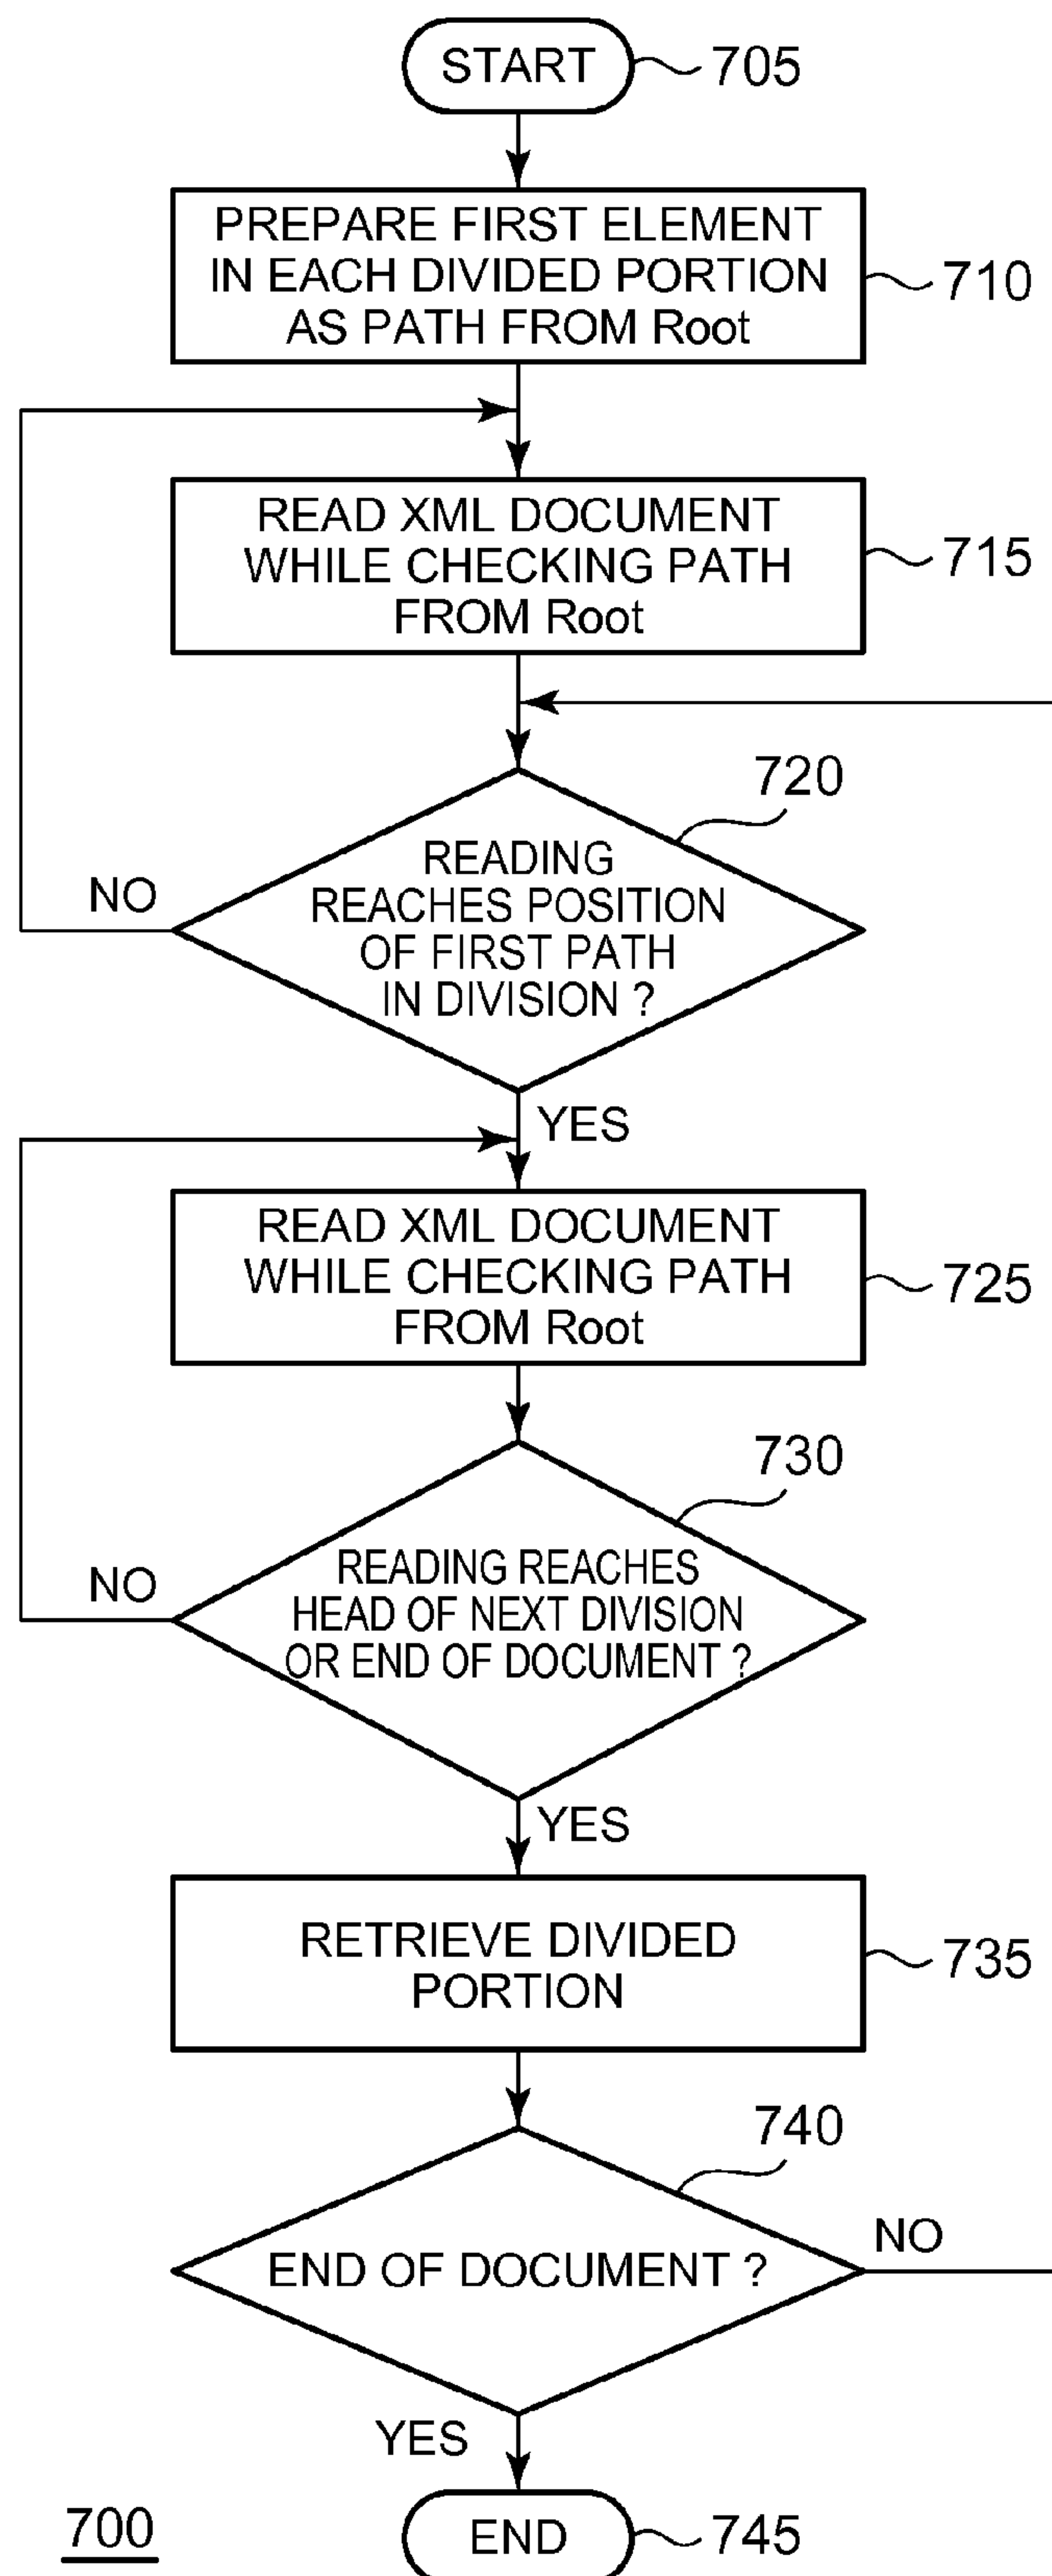 START
705
PREPARE FIRST ELEMENT
IN EACH DIVIDED PORTION
AS PATH FROM Root
710
READ XML DOCUMENT
WHILE CHECKING PATH
FROM Root
715
720
READING
REACHES POSITION
OF FIRST PATH
IN DIVISION ?
NO
YES
READ XML DOCUMENT
WHILE CHECKING PATH
FROM Root
725
730
READING REACHES
HEAD OF NEXT DIVISION
OR END OF DOCUMENT ?
NO
YES
RETRIEVE DIVIDED
PORTION
735
740
END OF DOCUMENT ?
NO
YES
END
745
700